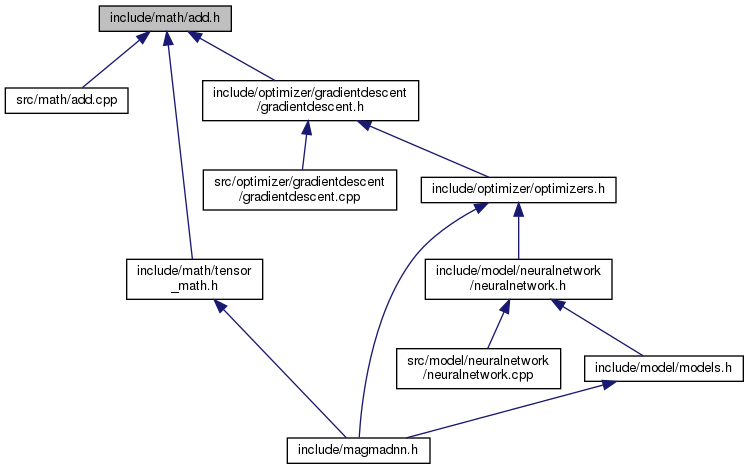 include/math/add.h
src/math/add.cpp
include/optimizer/gradientdescent
/gradientdescent.h
src/optimizer/gradientdescent
/gradientdescent.cpp
include/optimizer/optimizers.h
include/math/tensor
_math.h
include/model/neuralnetwork
/neuralnetwork.h
src/model/neuralnetwork
/neuralnetwork.cpp
include/model/models.h
include/magmadnn.h